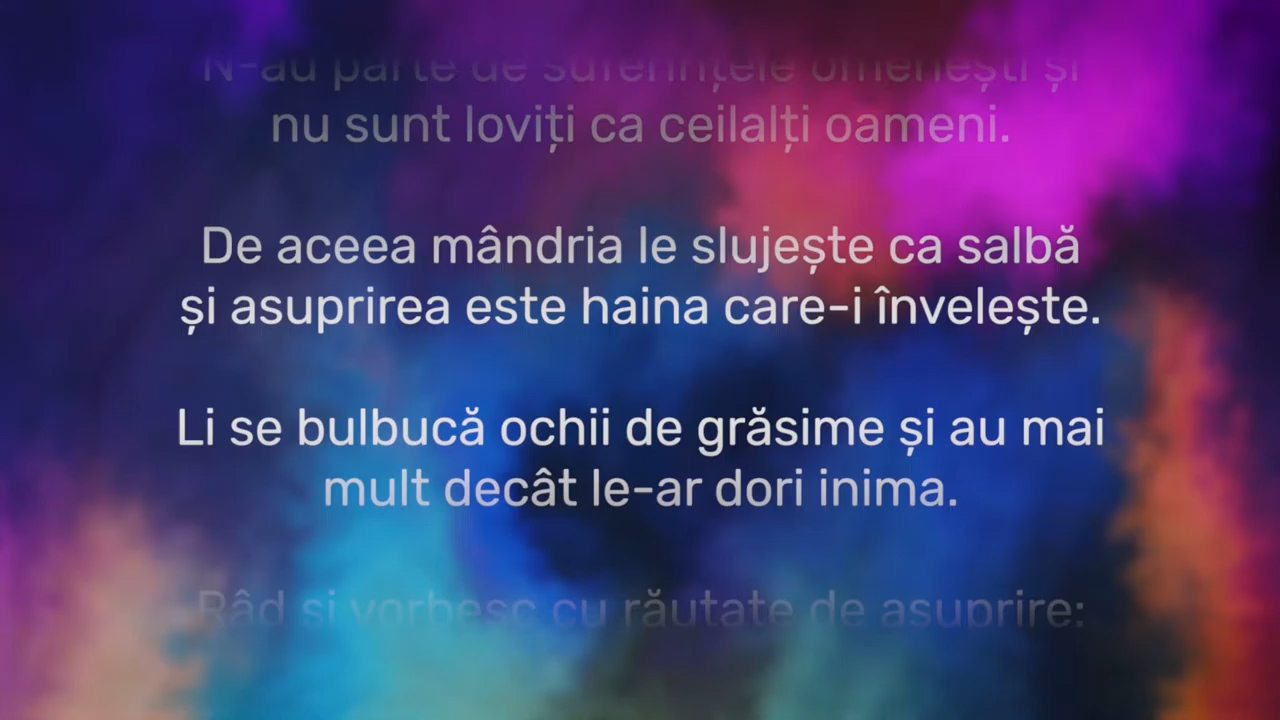 N-au parte de suferințele omenești și
nu sunt loviți ca ceilalți oameni.
De aceea mândria le slujește ca salbă
și asuprirea este haina care-i învelește.
Li se bulbucă ochii de grăsime și au mai
mult decât le-ar dori inima.
Râd și vorbesc cu răutate de asuprire: